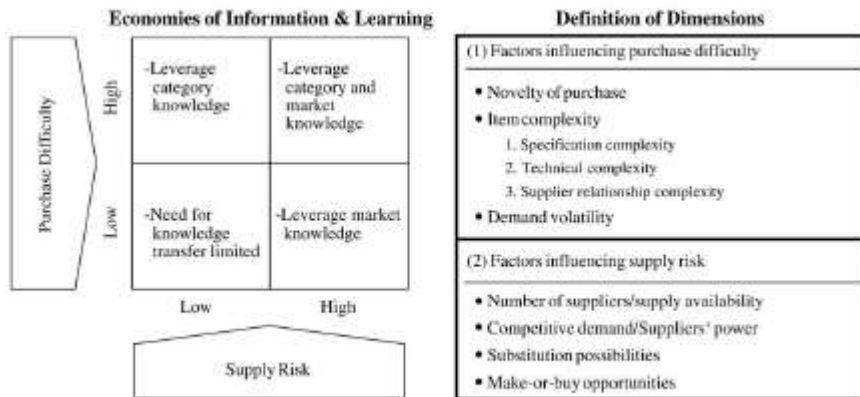 Economies of Information & Learning
Purchase Difficulty
High
Low
-Leverage
category
knowledge
-Leverage
category and
market
knowledge
-Need for
knowledge
transfer limited
-Leverage market
knowledge
Low
High
Supply Risk
Definition of Dimensions
(1) Factors influencing purchase difficulty
• Novelty of purchase
• Item complexity
1. Specification complexity
2. Technical complexity
3. Supplier relationship complexity
• Demand volatility
(2) Factors influencing supply risk
• Number of suppliers/supply availability
• Competitive demand/Suppliers' power
• Substitution possibilities
• Make-or-buy opportunities